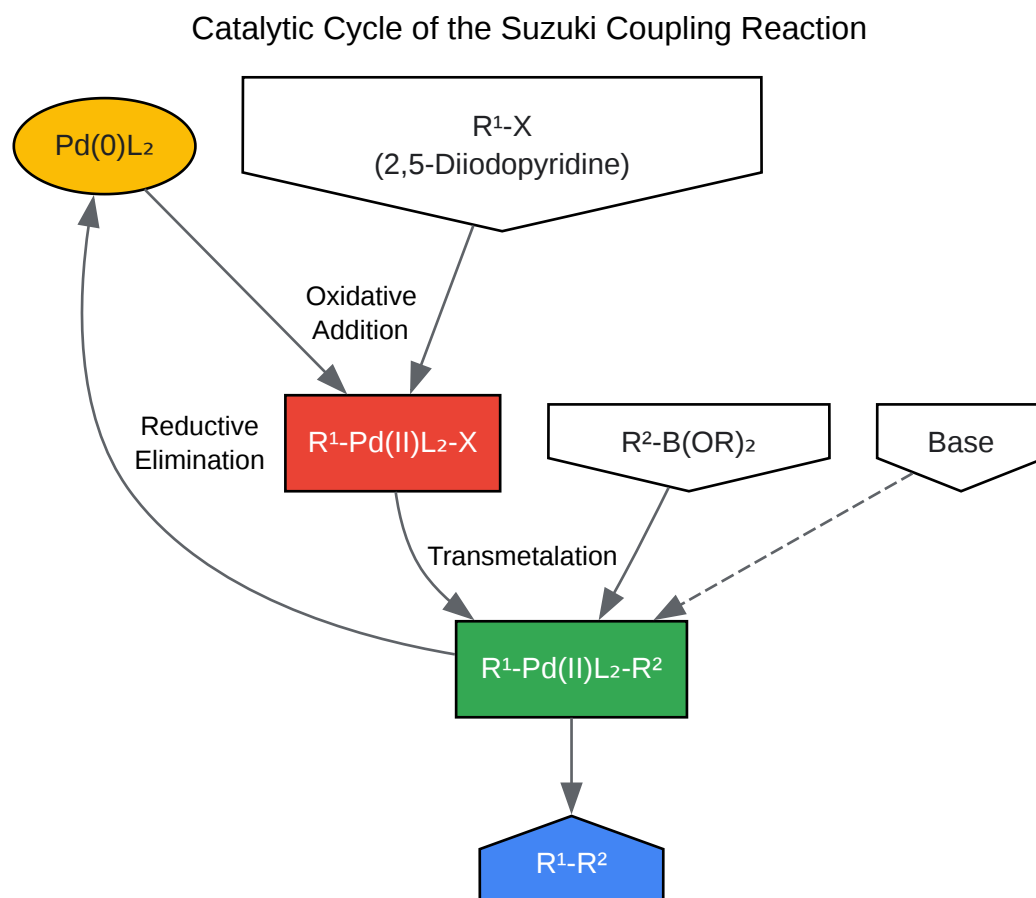 Catalytic Cycle of the Suzuki Coupling Reaction
Pd(0)L₂
R¹-X
(2,5-Diiodopyridine)
Oxidative
Addition
Reductive
Elimination
R¹-Pd(II)L₂-X
R²-B(OR)₂
Base
Transmetalation
R¹-Pd(II)L₂-R²
R¹-R²